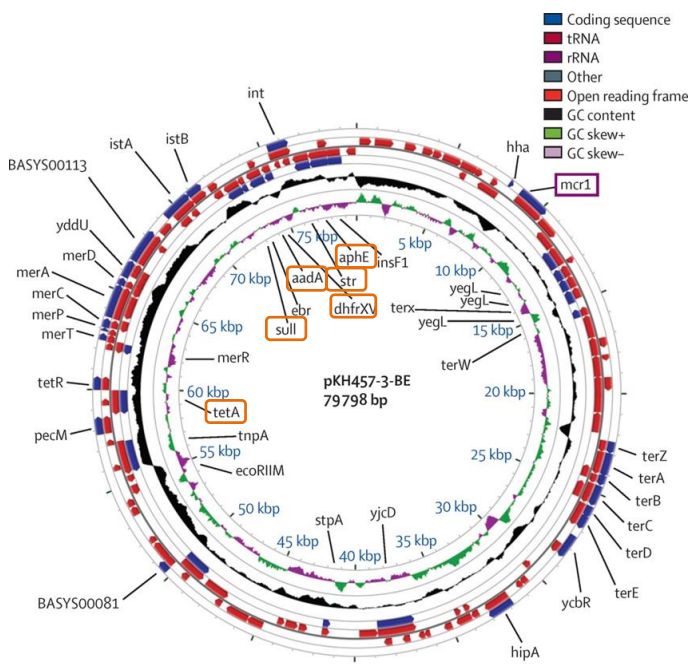 Coding sequence
tRNA
rRNA
Other
Open reading frame
GC content
GC skew+
GC skew–
int
hha
mcr1
istB
istA
BASYS00113
yddU
merD
merA
merC
merP
merT
tetR
pecM
BASYS00081
75 kbp
5 kbp
70 kbp
10 kbp
65 kbp
15 kbp
60 kbp
20 kbp
55 kbp
25 kbp
50 kbp
30 kbp
45 kbp
40 kbp
35 kbp
aphE
insF1
aadA
str
dhfrXV
ebr
sull
yegL
yegL
terx
yegL
terW
merR
tetA
tnpA
ecoRIIM
stpA
yjcD
pKH457-3-BE
79798 bp
terZ
terA
terB
terC
terD
terE
ycbR
hipA